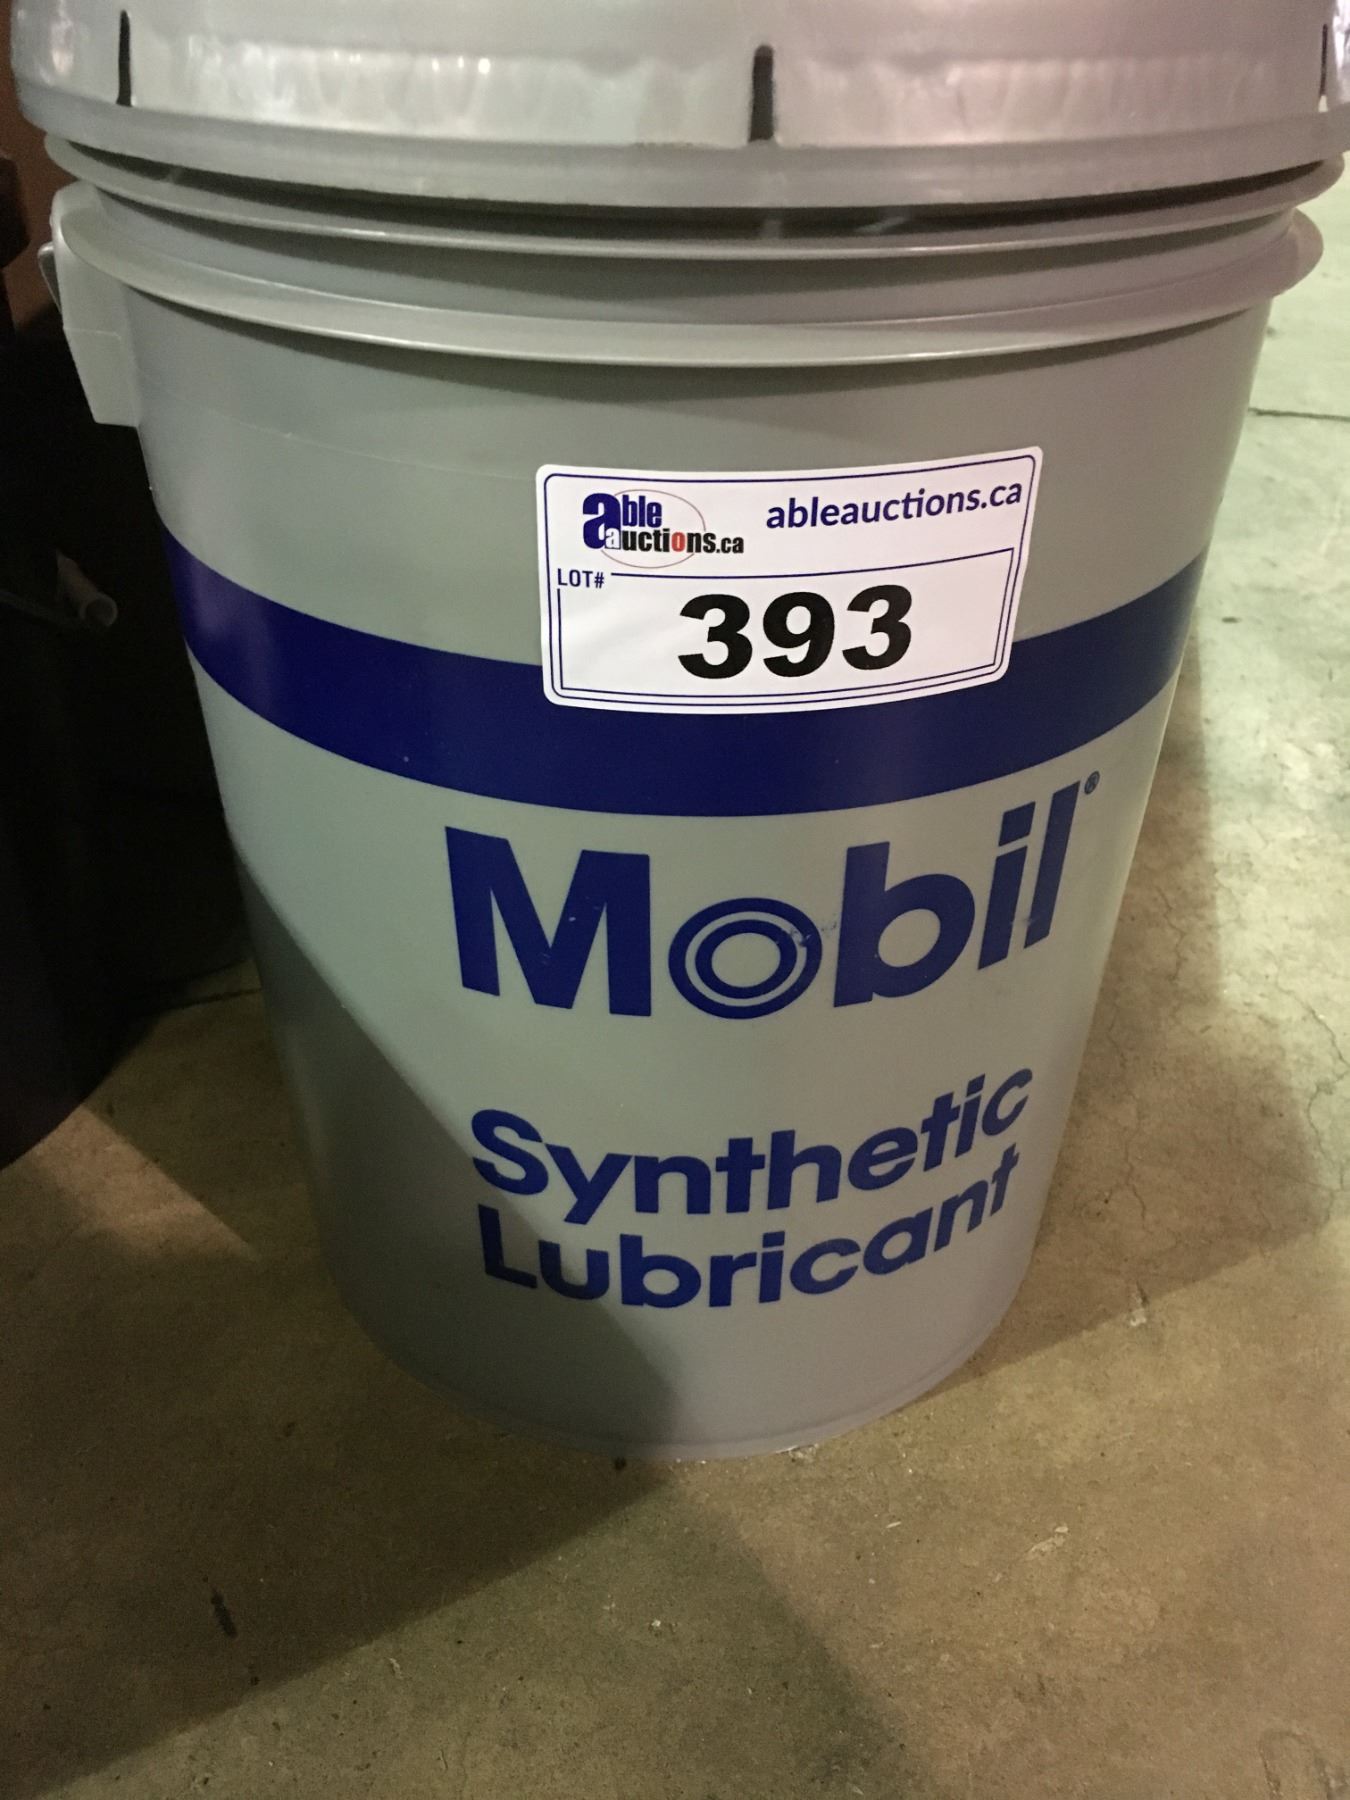 able
auctions.ca
ableauctions.ca
LOT#
393
Mobil®
Synthetic
Lubricant